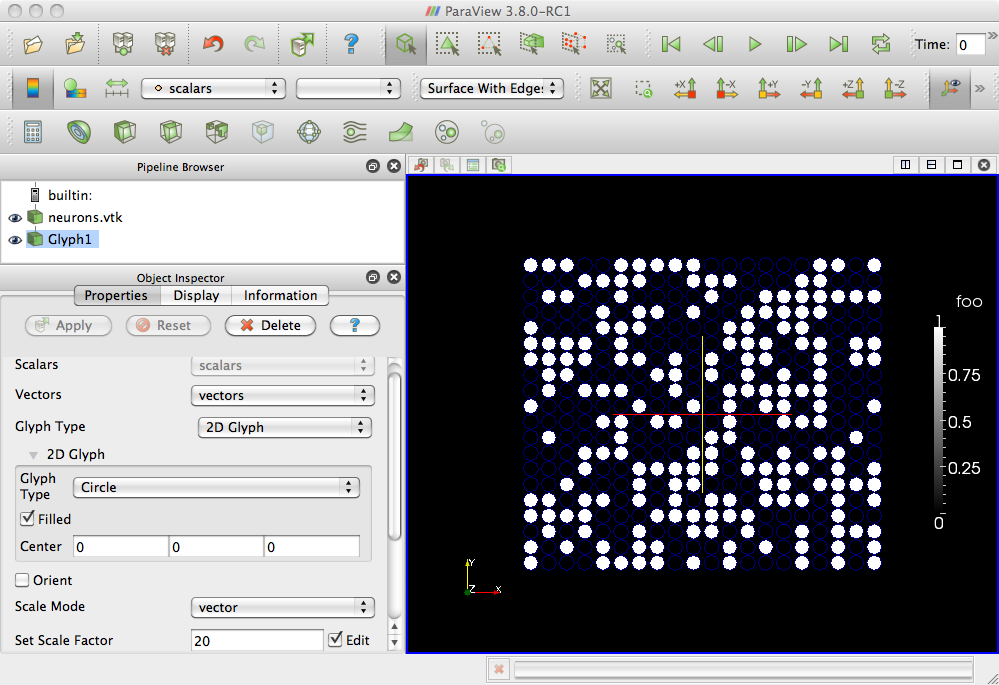 ParaView 3.8.0-RC1
?
Time: 0
scalars
Surface With Edges
+X -X +Y -Y +Z -Z
Pipeline Browser
builtin:
neurons.vtk
Glyph1
Object Inspector
Properties Display Information
Apply Reset Delete ?
Scalars scalars
Vectors vectors
Glyph Type 2D Glyph
2D Glyph
Glyph
Type Circle
Filled
Center 0 0 0
Orient
Scale Mode vector
Set Scale Factor 20 Edit
foo
1
0.75
0.5
0.25
0
Y
Z X